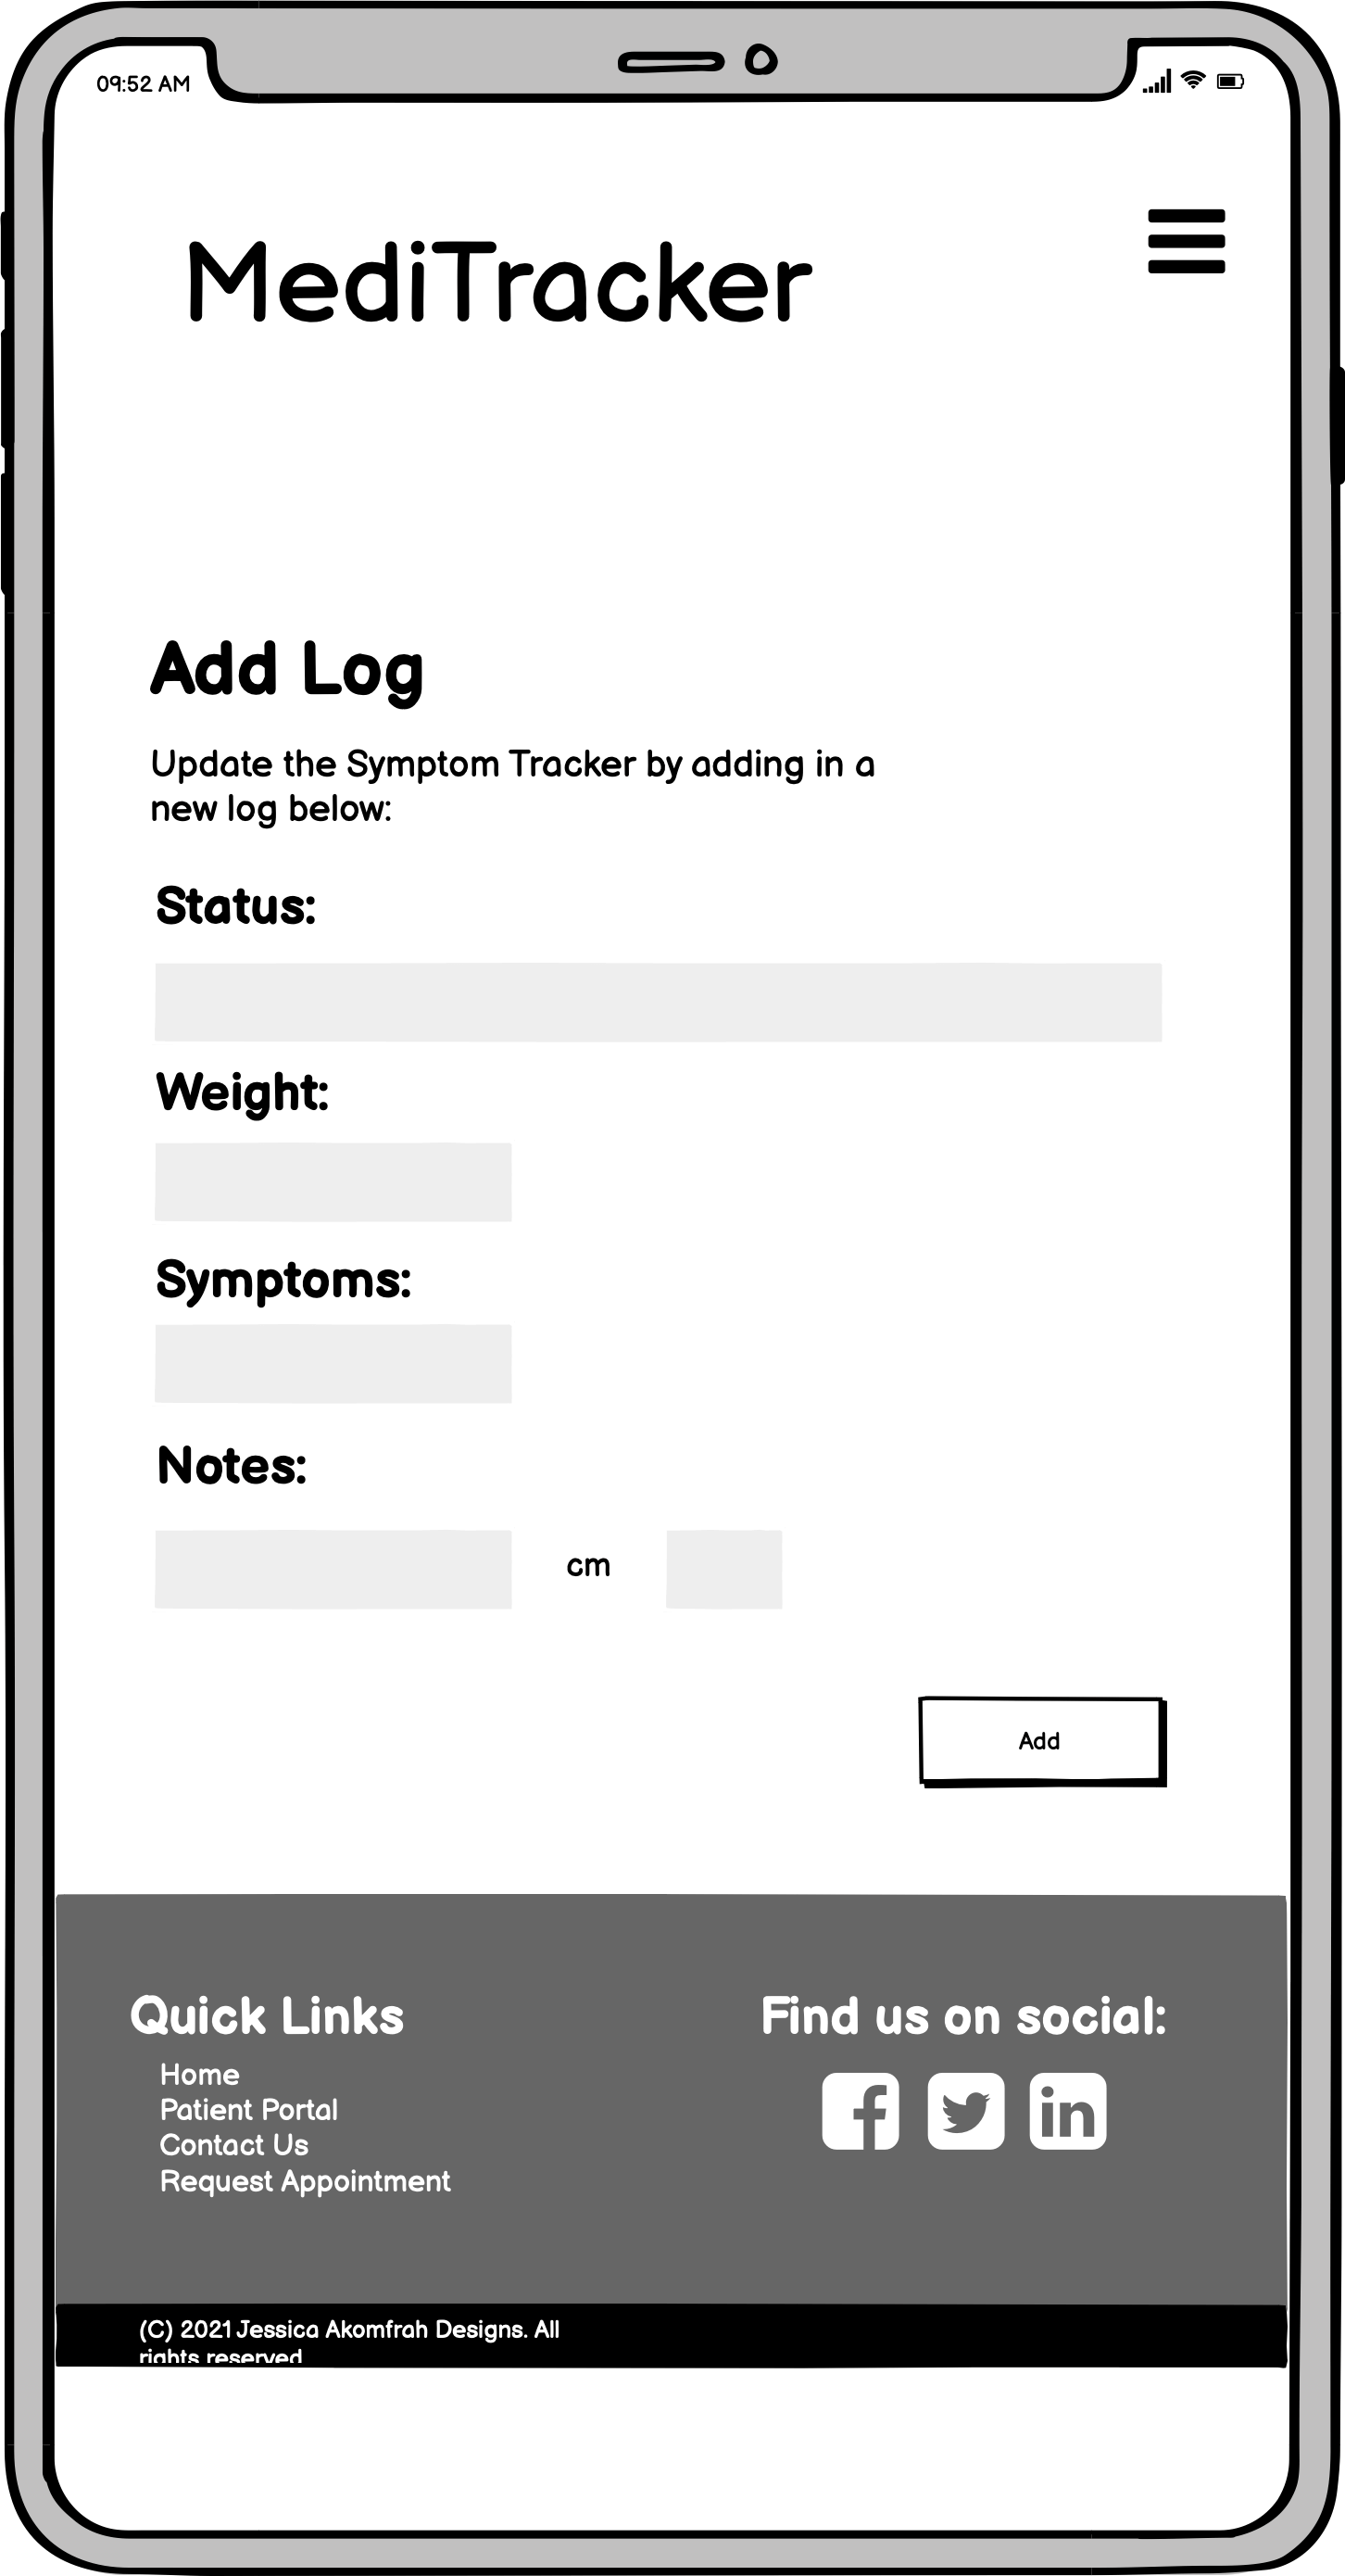 09:52 AM
MediTracker
Add Log
Update the Symptom Tracker by adding in a
new log below:
Status:
Weight:
Symptoms:
Notes:
cm
Add
Quick Links
Home
Patient Portal
Contact Us
Request Appointment
Find us on social:
(C) 2021 Jessica Akomfrah Designs. All
rights reserved